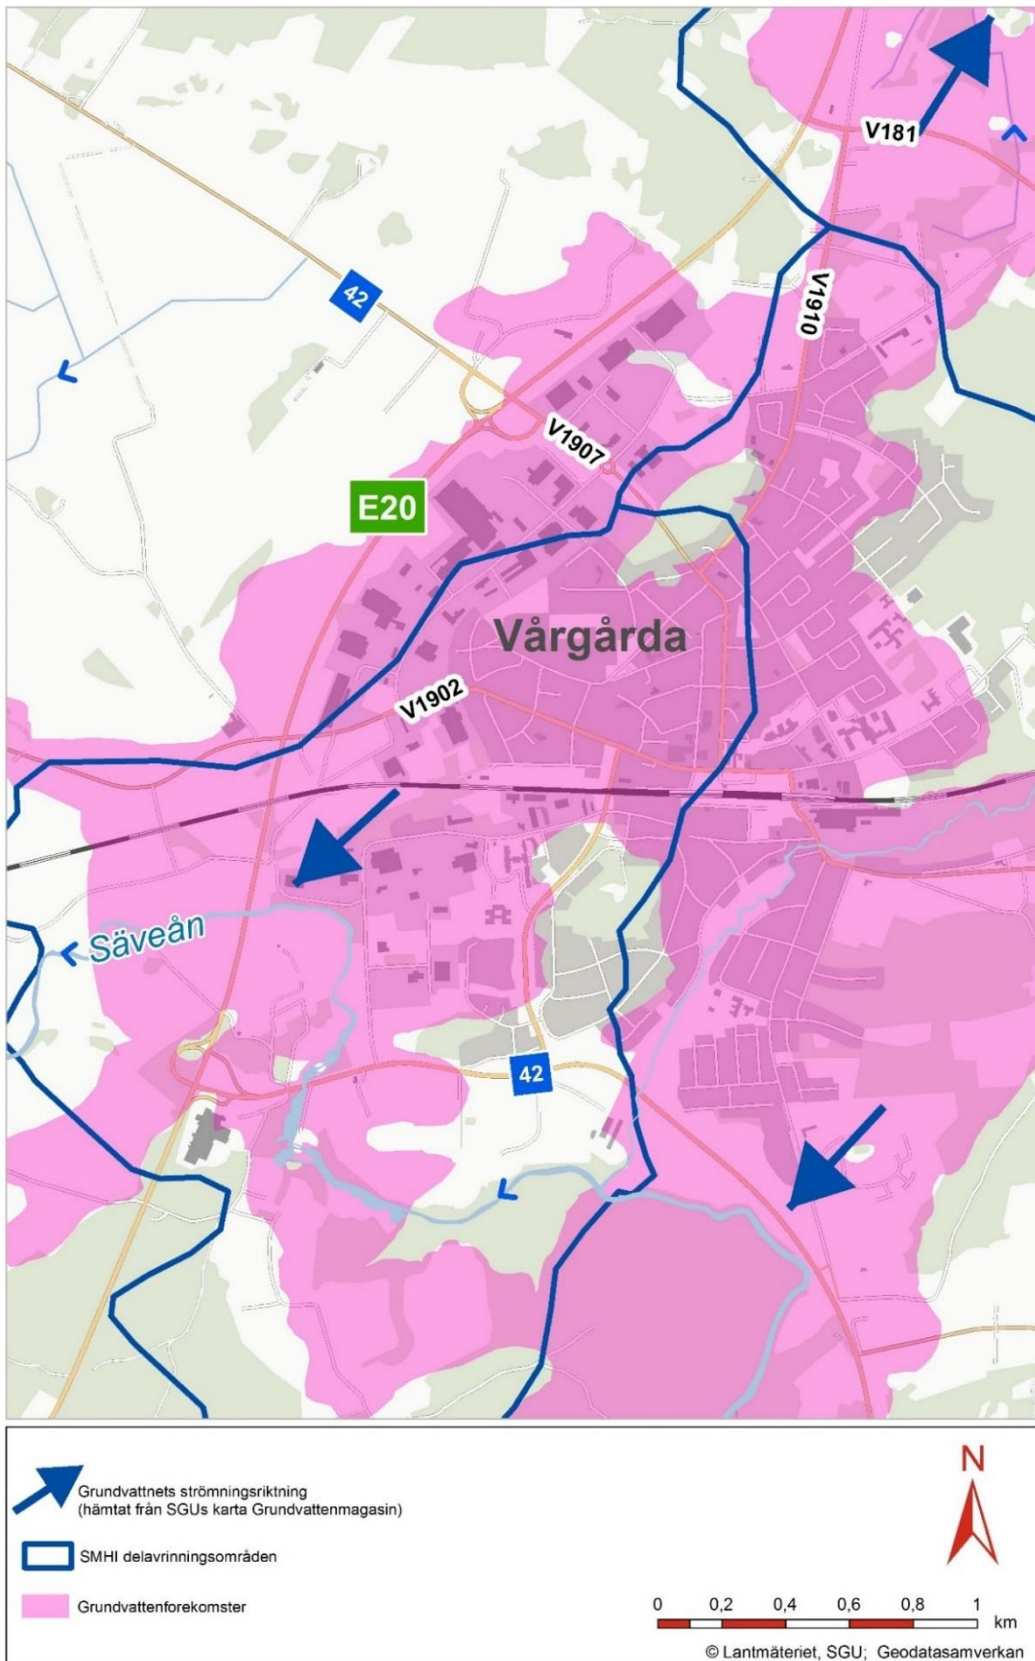 V181
V1910
42
V1907
E20
Vårgårda
V1902
Säveån
42
Grundvattnets strömningsriktning
(hämtat från SGUs karta Grundvattenmagasin)
SMHI delavrinningsområden
Grundvattenforekomster
N
0 0,2 0,4 0,6 0,8 1
km
© Lantmäteriet, SGU; Geodatasamverkan